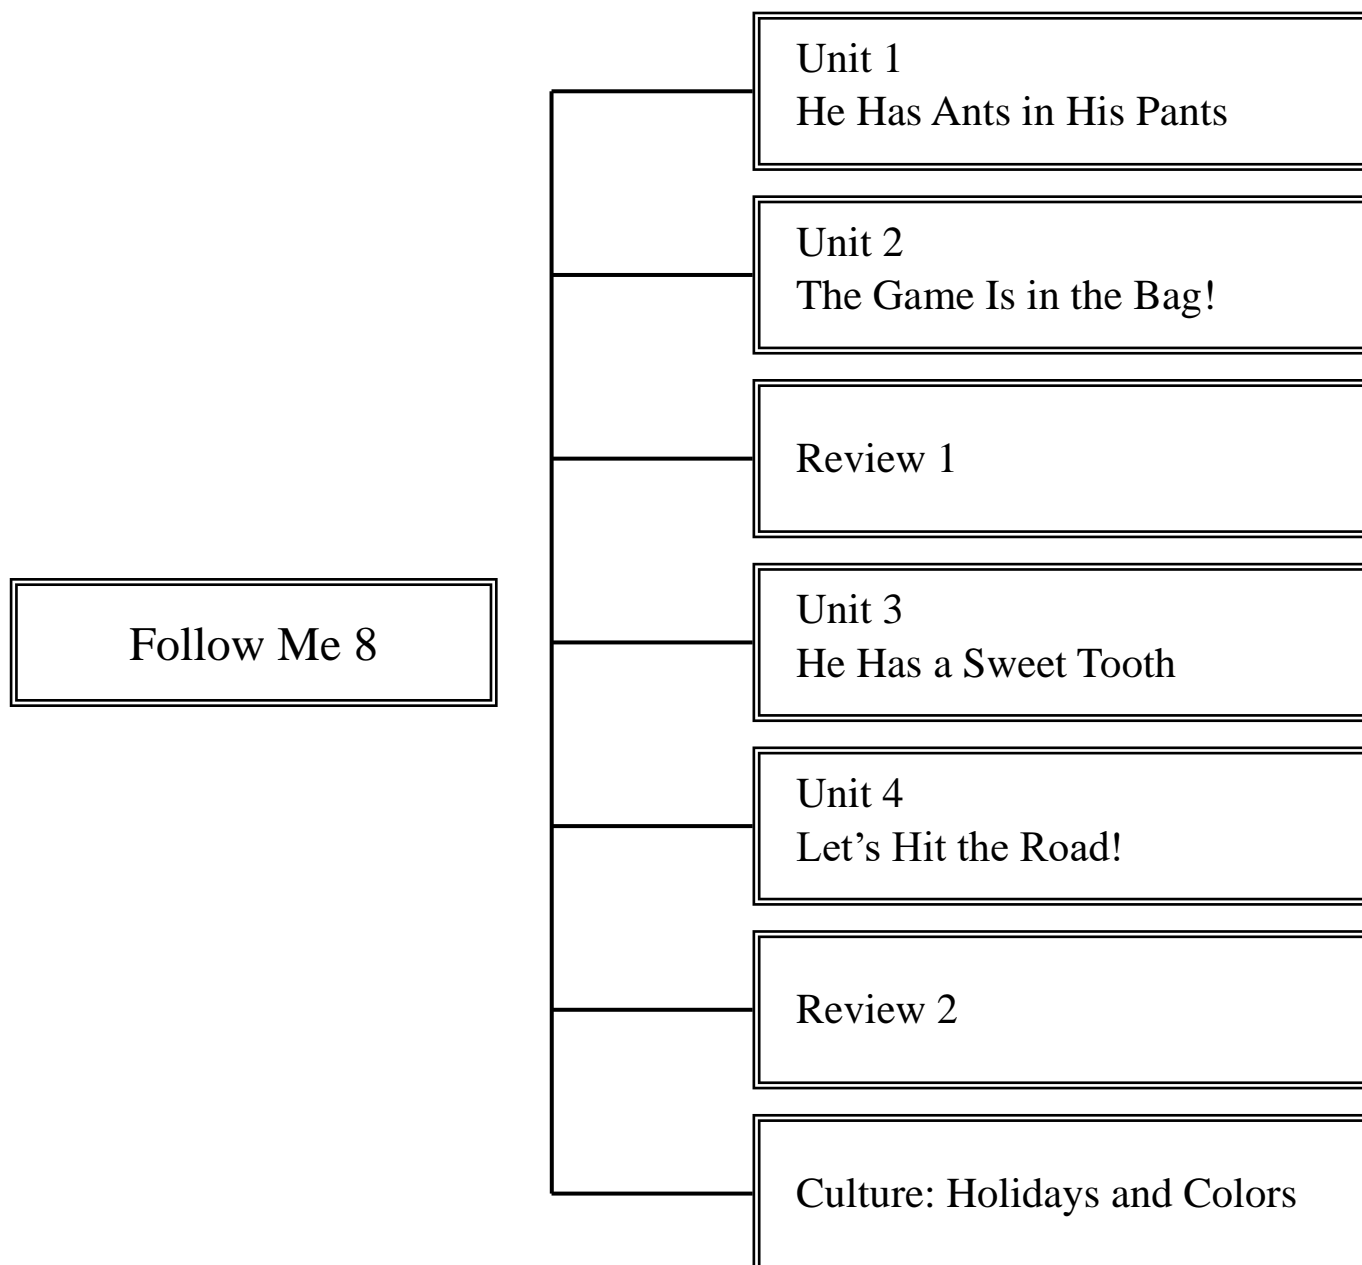 Unit 1
He Has Ants in His Pants
Unit 2
The Game Is in the Bag!
Review 1
Follow Me 8
Unit 3
He Has a Sweet Tooth
Unit 4
Let’s Hit the Road!
Review 2
Culture: Holidays and Colors